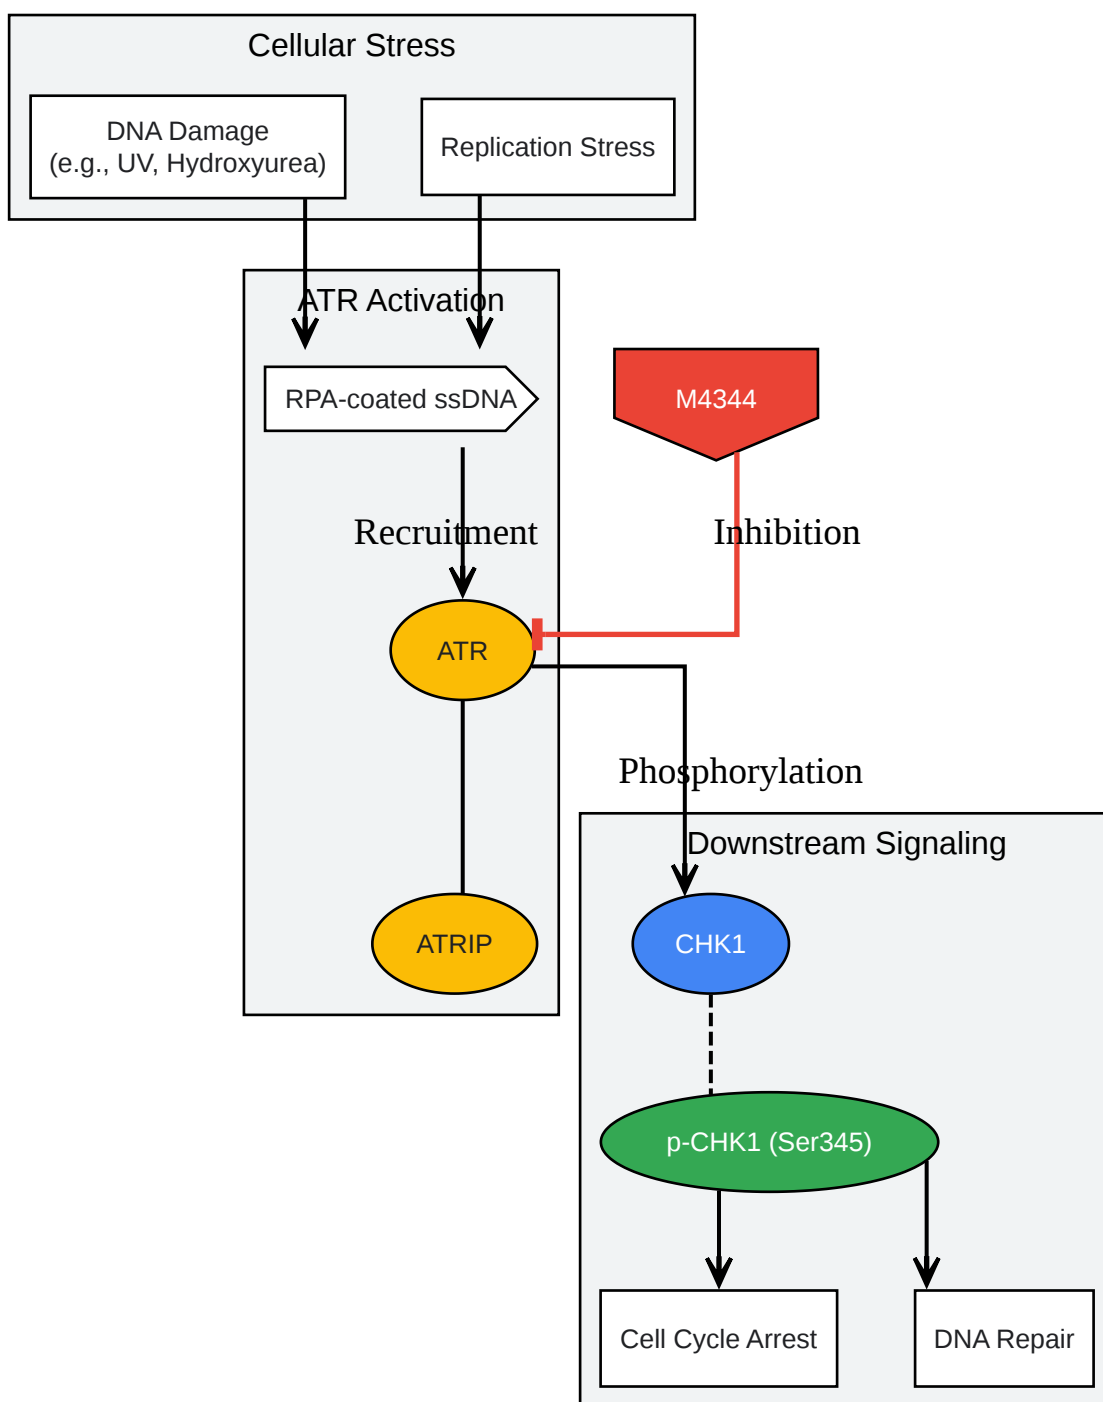 Cellular Stress
DNA Damage
(e.g., UV, Hydroxyurea)
Replication Stress
ATR Activation
RPA-coated ssDNA
M4344
Recruitment
Inhibition
ATR
Phosphorylation
Downstream Signaling
ATRIP
CHK1
p-CHK1 (Ser345)
Cell Cycle Arrest
DNA Repair